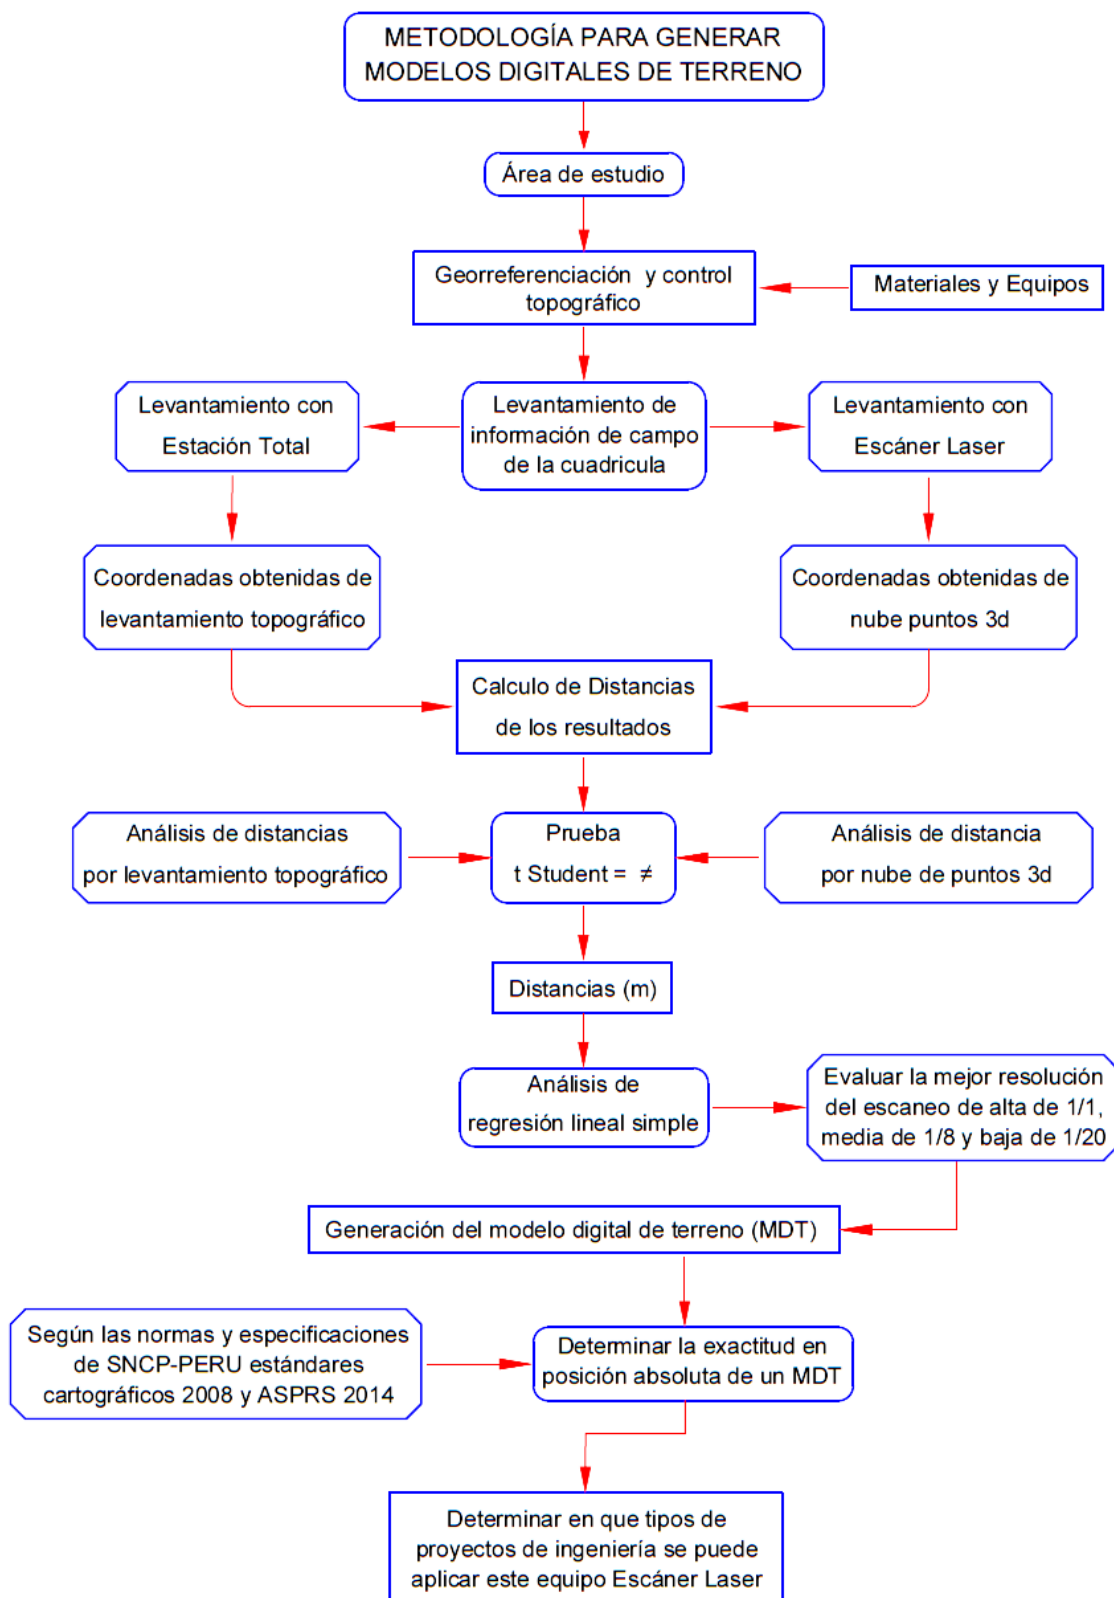 METODOLOGÍA PARA GENERAR
MODELOS DIGITALES DE TERRENO
Área de estudio
Georreferenciación y control
topográfico
Materiales y Equipos
Levantamiento con
Estación Total
Levantamiento de
información de campo
de la cuadricula
Levantamiento con
Escáner Laser
Coordenadas obtenidas de
levantamiento topográfico
Coordenadas obtenidas de
nube puntos 3d
Calculo de Distancias
de los resultados
Análisis de distancias
por levantamiento topográfico
Prueba
t Student = ≠
Análisis de distancia
por nube de puntos 3d
Distancias (m)
Análisis de
regresión lineal simple
Evaluar la mejor resolución
del escaneo de alta de 1/1,
media de 1/8 y baja de 1/20
Generación del modelo digital de terreno (MDT)
Según las normas y especificaciones
de SNCP-PERU estándares
cartográficos 2008 y ASPRS 2014
Determinar la exactitud en
posición absoluta de un MDT
Determinar en que tipos de
proyectos de ingeniería se puede
aplicar este equipo Escáner Laser